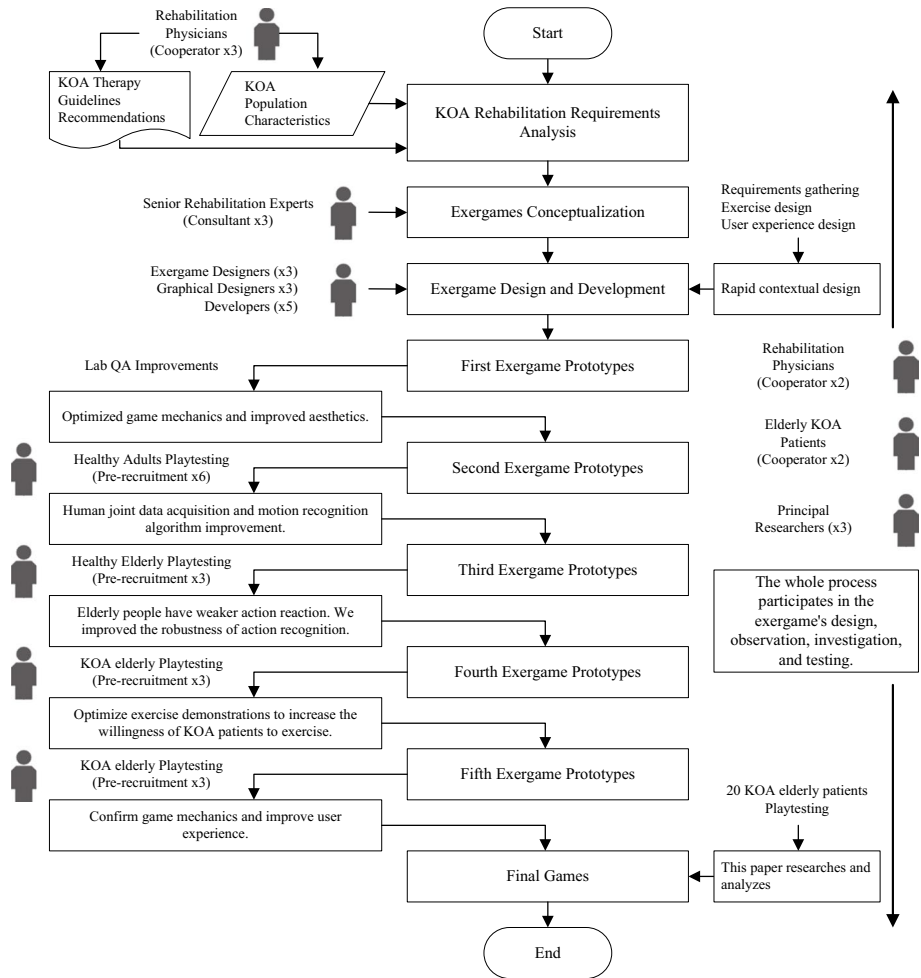 Rehabilitation
Physicians
(Cooperator x3)
Start
KOA Therapy
Guidelines
Recommendations
KOA
Population
Characteristics
KOA Rehabilitation Requirements
Analysis
Senior Rehabilitation Experts
(Consultant x3)
Exergames Conceptualization
Requirements gathering
Exercise design
User experience design
Exergame Designers (x3)
Graphical Designers x3)
Developers (x5)
Exergame Design and Development
Rapid contextual design
Lab QA Improvements
First Exergame Prototypes
Rehabilitation
Physicians
(Cooperator x2)
Optimized game mechanics and improved aesthetics.
Elderly KOA
Patients
(Cooperator x2)
Healthy Adults Playtesting
(Pre-recruitment x6)
Second Exergame Prototypes
Human joint data acquisition and motion recognition
algorithm improvement.
Principal
Researchers (x3)
Healthy Elderly Playtesting
(Pre-recruitment x3)
Third Exergame Prototypes
The whole process
participates in the
exergame's design,
observation, investigation,
and testing.
Elderly people have weaker action reaction. We
improved the robustness of action recognition.
KOA elderly Playtesting
(Pre-recruitment x3)
Fourth Exergame Prototypes
Optimize exercise demonstrations to increase the
willingness of KOA patients to exercise.
KOA elderly Playtesting
(Pre-recruitment x3)
Fifth Exergame Prototypes
20 KOA elderly patients
Playtesting
Confirm game mechanics and improve user
experience.
Final Games
This paper researches and
analyzes
End